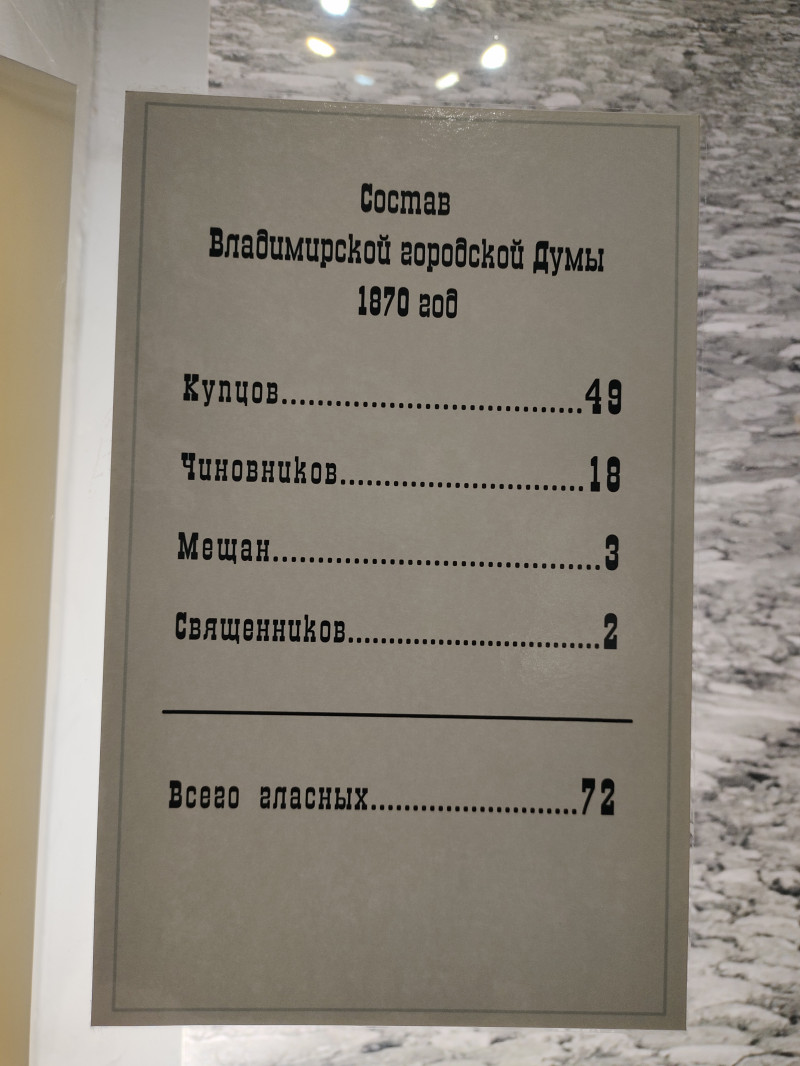 Состав
Владимирской городской Думы
1870 год
Купцов..................................49
Чиновников...........................18
Мещан....................................3
Священников............................2
Всего гласных.......................72